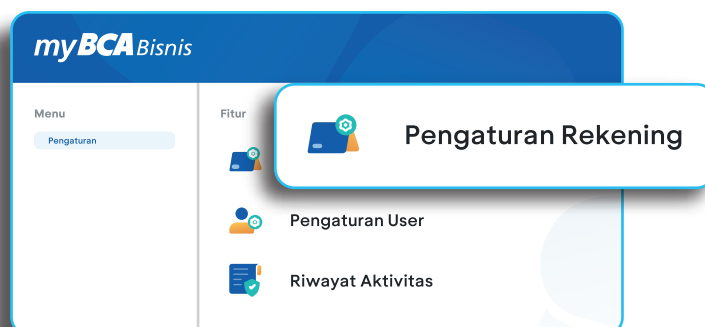 myBCA Bisnis
Menu
Pengaturan
Fitur
Pengaturan Rekening
Pengaturan User
Riwayat Aktivitas